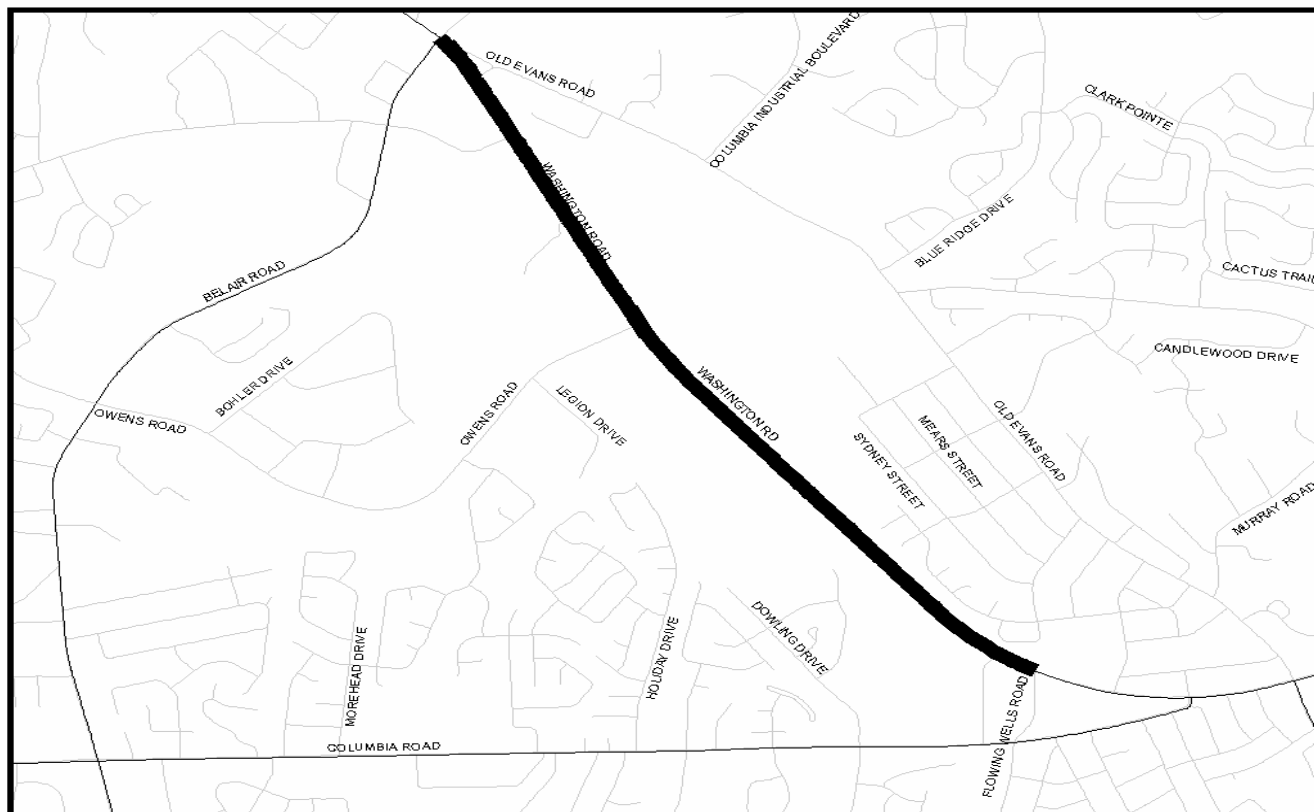 OLD EVANS ROAD
COLUMBIA INDUSTRIAL BOULEVARD
CLARK POINTE
WASHINGTON ROAD
BLUE RIDGE DRIVE
BELAIR ROAD
CACTUS TRAIL
CANDLEWOOD DRIVE
BOHLER DRIVE
OWENS ROAD
OWENS ROAD
LEGION DRIVE
WASHINGTON RD
SYDNEY STREET
MEARS STREET
OLD EVANS ROAD
MURRAY ROAD
MOREHEAD DRIVE
HOLIDAY DRIVE
DOWLING DRIVE
FLOWING WELLS ROAD
COLUMBIA ROAD